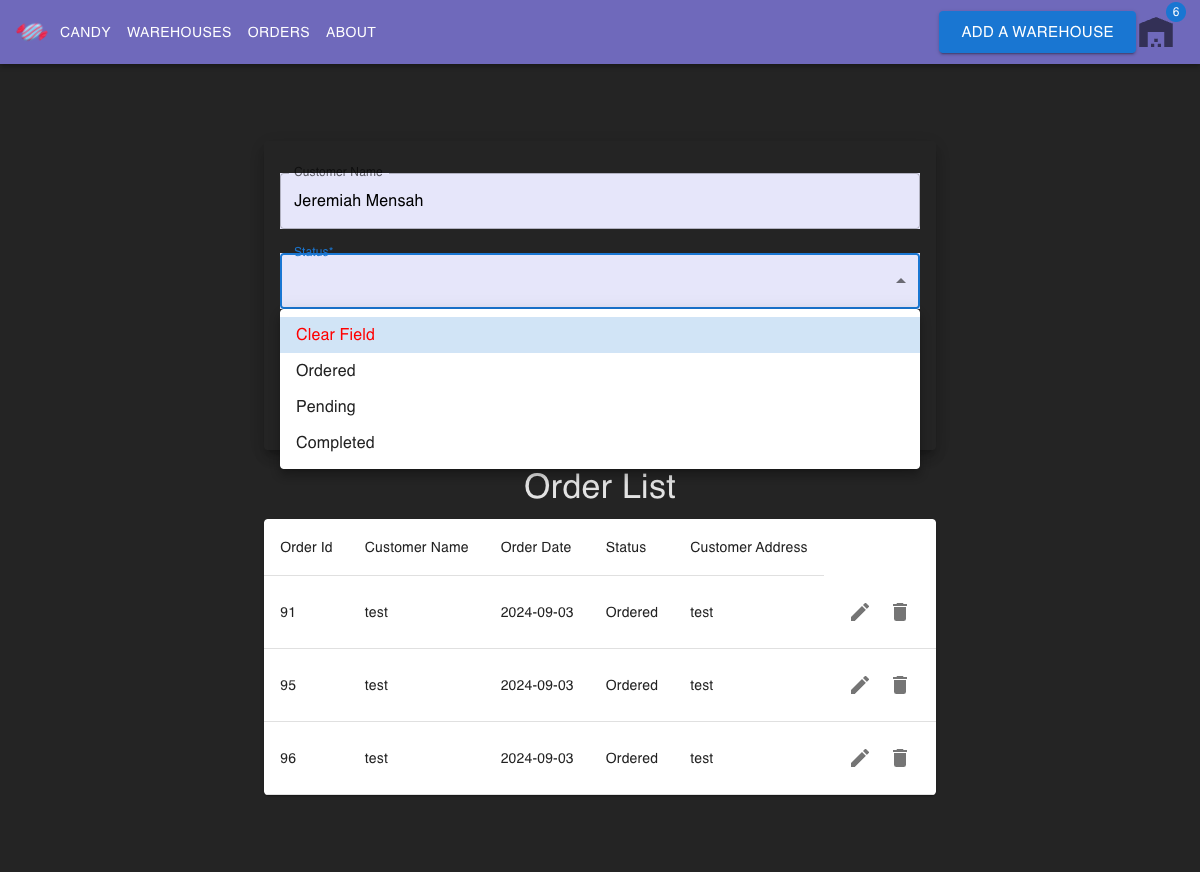 CANDY WAREHOUSES ORDERS ABOUT ADD A WAREHOUSE 6
Customer Name
Jeremiah Mensah
Status*
Clear Field
Ordered
Pending
Completed
Order List
Order Id Customer Name Order Date Status Customer Address
91 test 2024-09-03 Ordered test
95 test 2024-09-03 Ordered test
96 test 2024-09-03 Ordered test